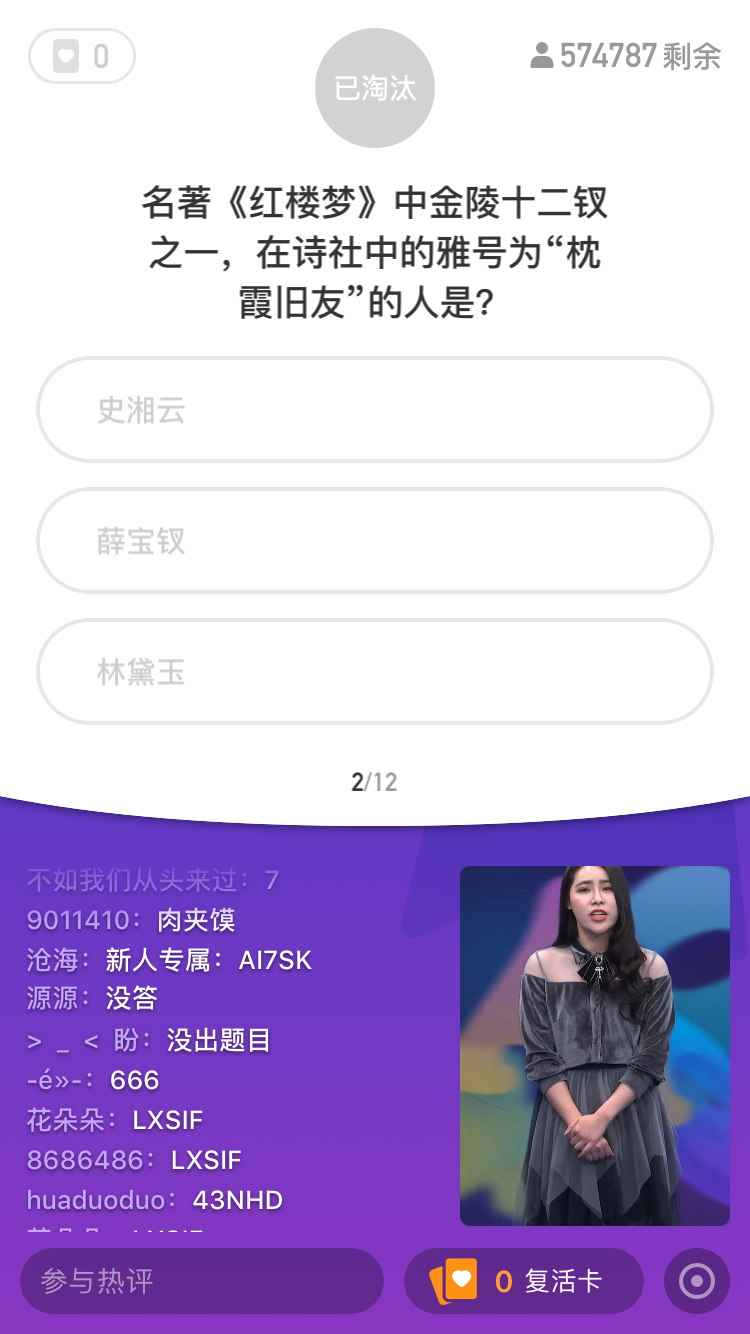 0
已淘汰
574787 剩余
名著《红楼梦》中金陵十二钗
之一，在诗社中的雅号为“枕
霞旧友”的人是?
史湘云
薛宝钗
林黛玉
2/12
不如我们从头来过：7
9011410：肉夹馍
沧海：新人专属：AI7SK
源源：没答
> _ < 盼：没出题目
-é»-：666
花朵朵：LXSIF
8686486：LXSIF
huaduoduo：43NHD
参与热评
0 复活卡